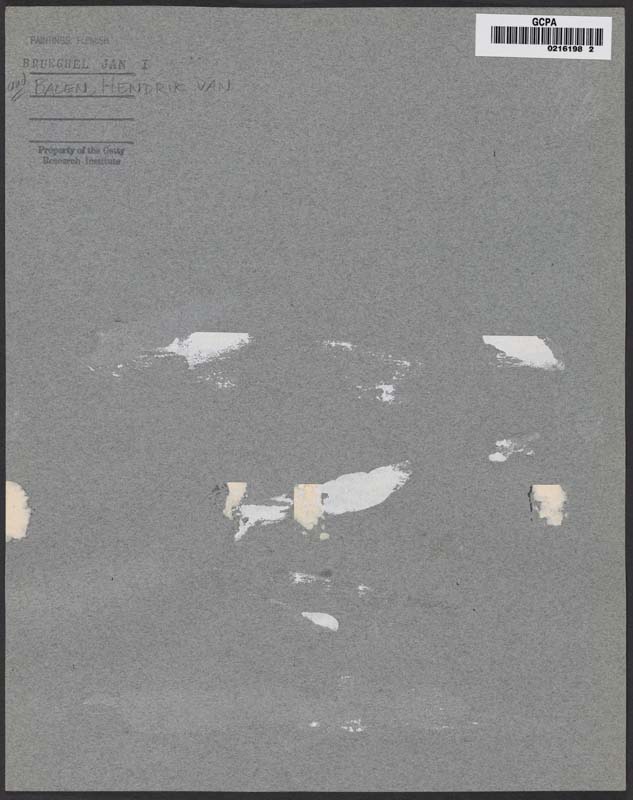 PAINTINGS FLEMISH
BRUEGHEL JAN I
and BALEN, HENDRIK VAN
Property of the Getty
Research Institute
GCPA
0216198 2